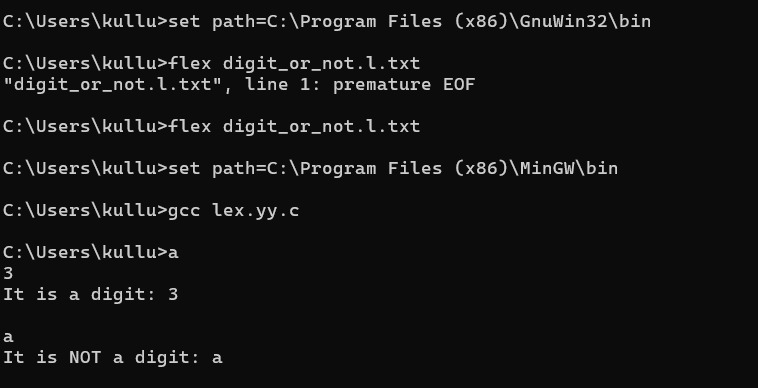 C:\Users\kullu>set path=C:\Program Files (x86)\GnuWin32\bin
C:\Users\kullu>flex digit_or_not.l.txt
"digit_or_not.l.txt", line 1: premature EOF
C:\Users\kullu>flex digit_or_not.l.txt
C:\Users\kullu>set path=C:\Program Files (x86)\MinGW\bin
C:\Users\kullu>gcc lex.yy.c
C:\Users\kullu>a
3
It is a digit: 3
a
It is NOT a digit: a